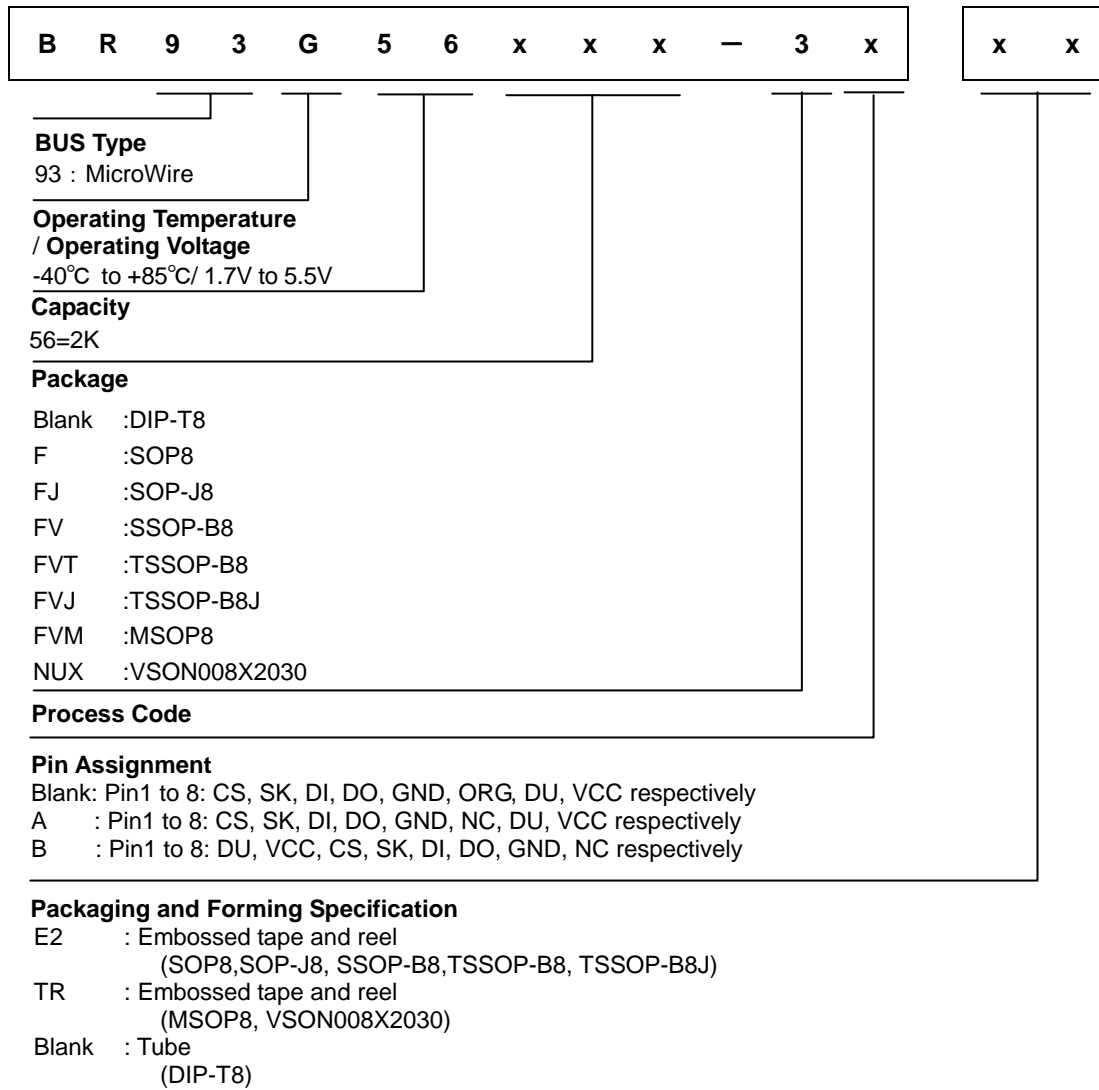 B R 9 3 G 5 6 x x x － 3 x x x
BUS Type
93 : MicroWire
Operating Temperature
/ Operating Voltage
-40℃ to +85℃/ 1.7V to 5.5V
Capacity
56=2K
Package
Blank :DIP-T8
F :SOP8
FJ :SOP-J8
FV :SSOP-B8
FVT :TSSOP-B8
FVJ :TSSOP-B8J
FVM :MSOP8
NUX :VSON008X2030
Process Code
Pin Assignment
Blank: Pin1 to 8: CS, SK, DI, DO, GND, ORG, DU, VCC respectively
A : Pin1 to 8: CS, SK, DI, DO, GND, NC, DU, VCC respectively
B : Pin1 to 8: DU, VCC, CS, SK, DI, DO, GND, NC respectively
Packaging and Forming Specification
E2 : Embossed tape and reel
(SOP8,SOP-J8, SSOP-B8,TSSOP-B8, TSSOP-B8J)
TR : Embossed tape and reel
(MSOP8, VSON008X2030)
Blank : Tube
(DIP-T8)